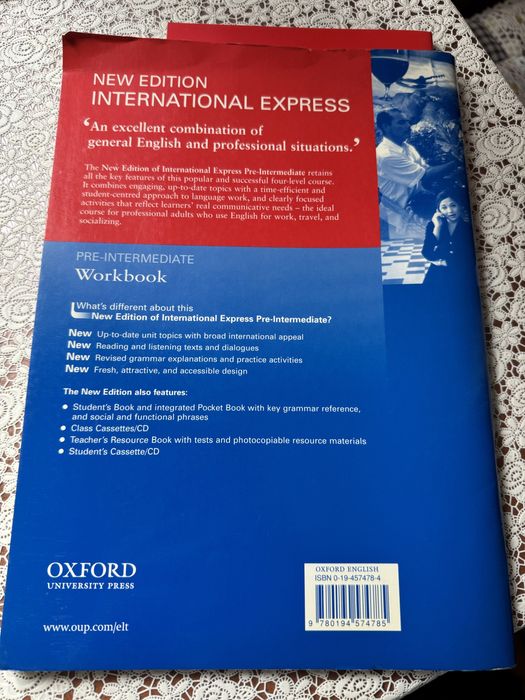 NEW EDITION
INTERNATIONAL EXPRESS
‘An excellent combination of
general English and professional situations.’
The New Edition of International Express Pre-Intermediate retains
all the key features of this popular and successful four-level course.
It combines engaging, up-to-date topics with a time-efficient and
student-centred approach to language work, and clearly focused
activities that reflect learners' real communicative needs – the ideal
course for professional adults who use English for work, travel, and
socializing.
PRE-INTERMEDIATE
Workbook
What's different about this
New Edition of International Express Pre-Intermediate?
New Up-to-date unit topics with broad international appeal
New Reading and listening texts and dialogues
New Revised grammar explanations and practice activities
New Fresh, attractive, and accessible design
The New Edition also features:
• Student's Book and integrated Pocket Book with key grammar reference,
and social and functional phrases
• Class Cassettes/CD
• Teacher's Resource Book with tests and photocopiable resource materials
• Student's Cassette/CD
OXFORD
UNIVERSITY PRESS
www.oup.com/elt
OXFORD ENGLISH
ISBN 0-19-457478-4
9 780194 574785